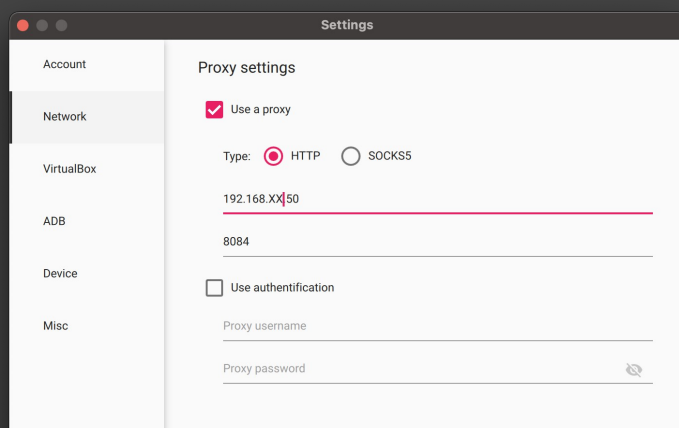 Settings
Account
Network
VirtualBox
ADB
Device
Misc
Proxy settings
Use a proxy
Type: HTTP SOCKS5
192.168.XX.50
8084
Use authentification
Proxy username
Proxy password